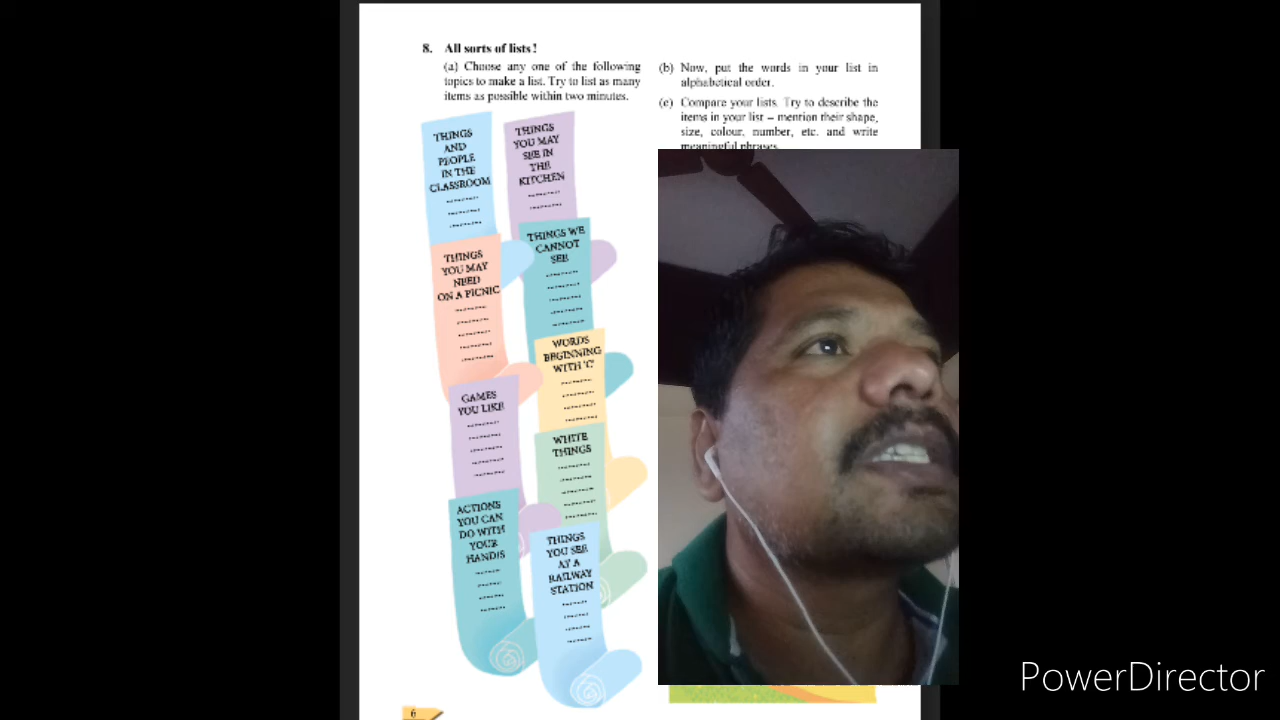 8. All sorts of lists!
(a) Choose any one of the following
topics to make a list. Try to list as many
items as possible within two minutes.
THINGS
AND
PEOPLE
IN THE
CLASSROOM
THINGS
YOU MAY
SEE IN
THE
KITCHEN
THINGS
YOU MAY
NEED
ON A PICNIC
THINGS WE
CANNOT
SEE
WORDS
BEGINNING
WITH 'C'
GAMES
YOU LIKE
WHITE
THINGS
ACTIONS
YOU CAN
DO WITH
YOUR
HANDS
THINGS
YOU SEE
AT A
RAILWAY
STATION
6
(b) Now, put the words in your list in
alphabetical order.
(c) Compare your lists. Try to describe the
items in your list – mention their shape,
size, colour, number, etc. and write
meaningful phrases.
PowerDirector